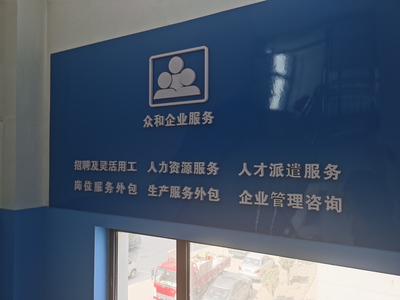 众和企业服务
招聘及灵活用工 人力资源服务 人才派遣服务
岗位服务外包 生产服务外包 企业管理咨询